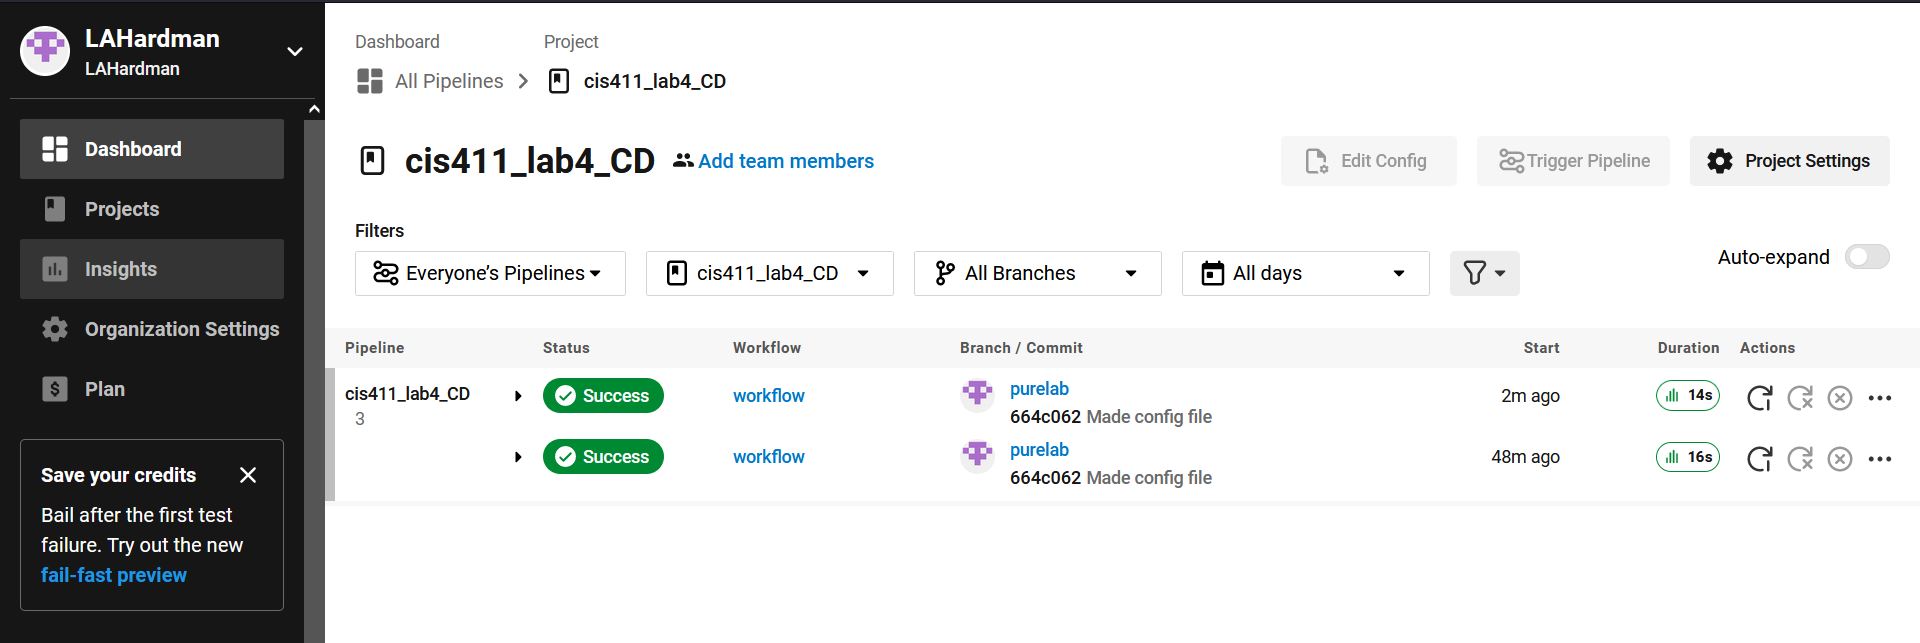 LAHardman
LAHardman
Dashboard
Projects
Insights
Organization Settings
Plan
Save your credits
Bail after the first test
failure. Try out the new
fail-fast preview
Dashboard Project
All Pipelines cis411_lab4_CD
cis411_lab4_CD Add team members
Edit Config Trigger Pipeline Project Settings
Filters
Everyone’s Pipelines cis411_lab4_CD All Branches All days
Auto-expand
Pipeline Status Workflow Branch / Commit Start Duration Actions
cis411_lab4_CD Success workflow purelab 2m ago 14s
3 664c062 Made config file
Success workflow purelab 48m ago 16s
664c062 Made config file